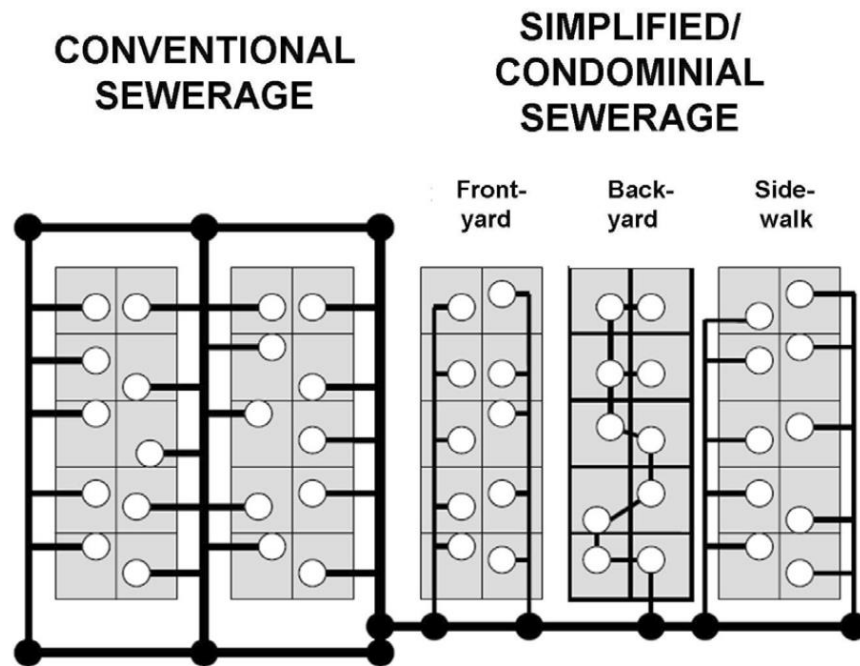 CONVENTIONAL
SEWERAGE
SIMPLIFIED/
CONDOMINIAL
SEWERAGE
Front-
yard
Back-
yard
Side-
walk